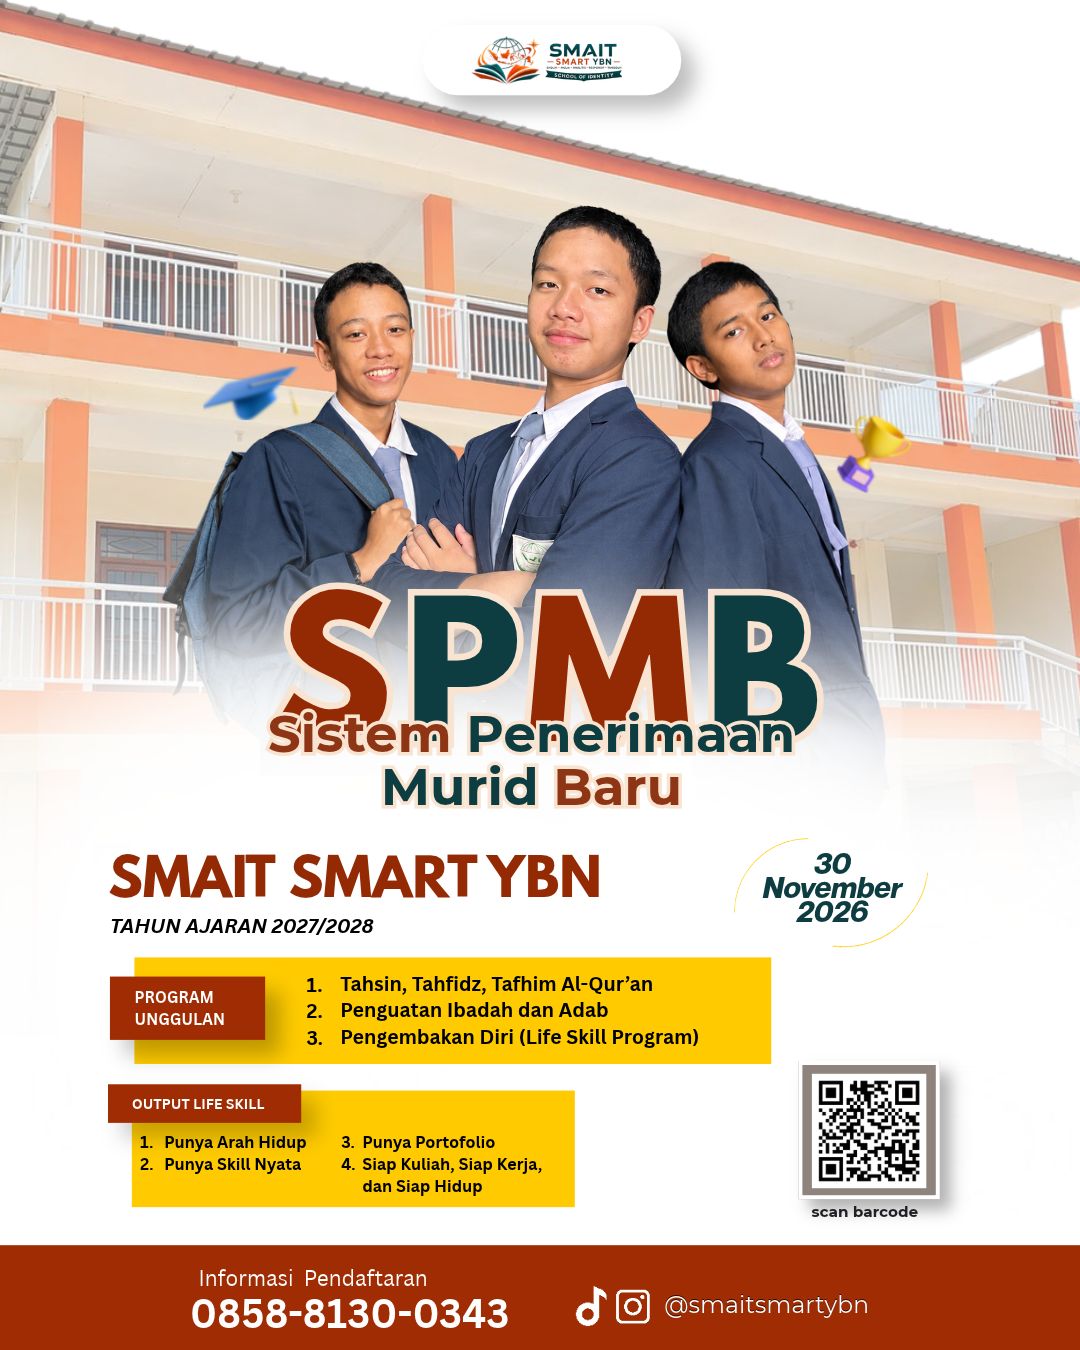 SMAIT
SMART YBN
SCHOOL OF IDENTITY
SPMB
Sistem Penerimaan
Murid Baru
SMAIT SMART YBN
TAHUN AJARAN 2027/2028
30
November
2026
PROGRAM
UNGGULAN
1. Tahsin, Tahfidz, Tafhim Al-Qur’an
2. Penguatan Ibadah dan Adab
3. Pengembakan Diri (Life Skill Program)
OUTPUT LIFE SKILL
1. Punya Arah Hidup
2. Punya Skill Nyata
3. Punya Portofolio
4. Siap Kuliah, Siap Kerja,
dan Siap Hidup
scan barcode
Informasi Pendaftaran
0858-8130-0343
@smaitsmartybn